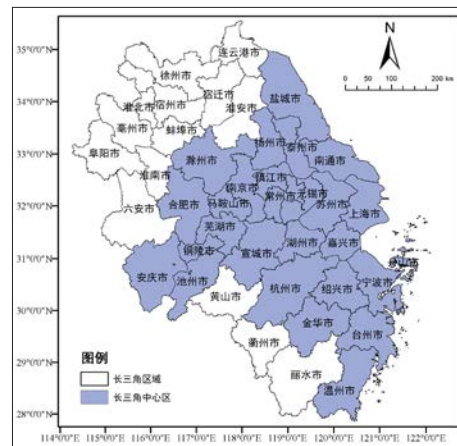 N
0 50 100 200 km
35°0'0"N
34°0'0"N
33°0'0"N
32°0'0"N
31°0'0"N
30°0'0"N
29°0'0"N
28°0'0"N
连云港市
徐州市
宿迁市
淮北市
宿州市
淮安市
盐城市
亳州市
蚌埠市
阜阳市
滁州市
扬州市
泰州市
南通市
淮南市
镇江市
南京市
常州市
无锡市
六安市
合肥市
马鞍山市
苏州市
上海市
芜湖市
铜陵市
宣城市
湖州市
嘉兴市
舟山市
安庆市
池州市
杭州市
绍兴市
宁波市
黄山市
金华市
台州市
衢州市
丽水市
温州市
图例
长三角区域
长三角中心区
114°0'0"E 115°0'0"E 116°0'0"E 117°0'0"E 118°0'0"E 119°0'0"E 120°0'0"E 121°0'0"E 122°0'0"E